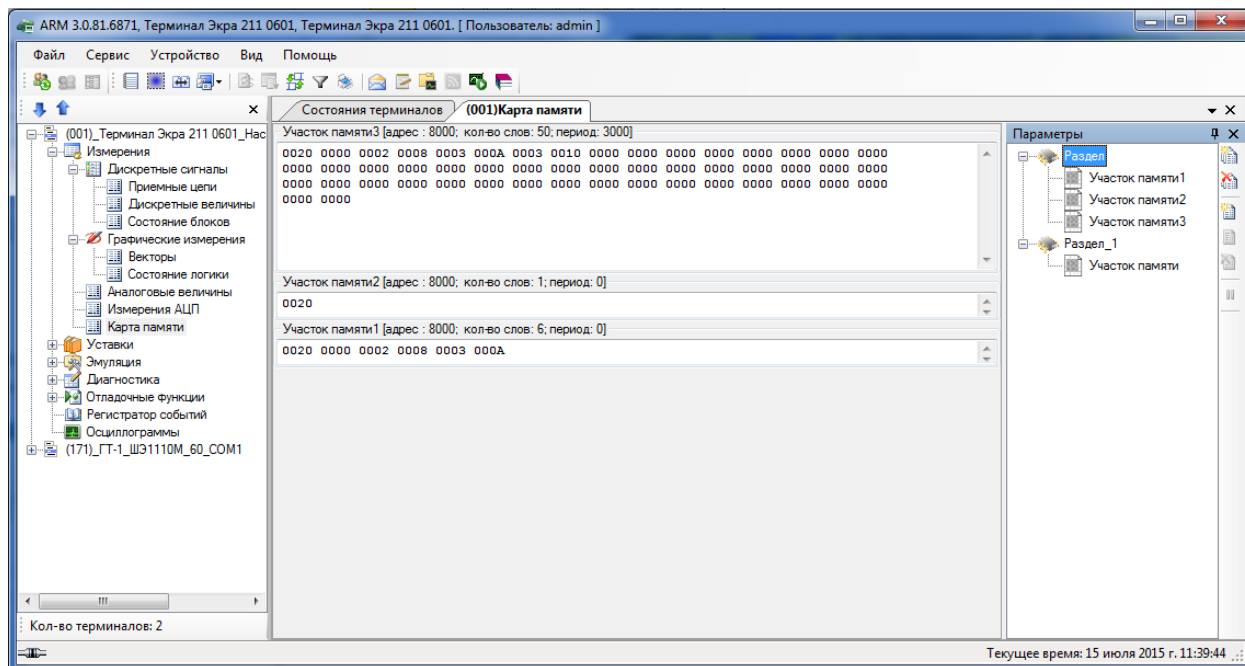 ARM 3.0.81.6871, Терминал Экра 211 0601, Терминал Экра 211 0601. [ Пользователь: admin ]
Файл Сервис Устройство Вид Помощь
(001)_Терминал Экра 211 0601_Нас
Измерения
Дискретные сигналы
Приемные цепи
Дискретные величины
Состояние блоков
Графические измерения
Векторы
Состояние логики
Аналоговые величины
Измерения АЦП
Карта памяти
Уставки
Эмуляция
Диагностика
Отладочные функции
Регистратор событий
Осциллограммы
(171)_ГТ-1_ШЭ1110М_60_COM1
Кол-во терминалов: 2
Состояния терминалов (001)Карта памяти
Участок памяти3 [адрес : 8000; кол-во слов: 50; период: 3000]
0020 0000 0002 0008 0003 000A 0003 0010 0000 0000 0000 0000 0000 0000 0000 0000
0000 0000 0000 0000 0000 0000 0000 0000 0000 0000 0000 0000 0000 0000 0000 0000
0000 0000 0000 0000 0000 0000 0000 0000 0000 0000 0000 0000 0000 0000 0000 0000
0000 0000
Участок памяти2 [адрес : 8000; кол-во слов: 1; период: 0]
0020
Участок памяти1 [адрес : 8000; кол-во слов: 6; период: 0]
0020 0000 0002 0008 0003 000A
Параметры
Раздел
Участок памяти1
Участок памяти2
Участок памяти3
Раздел_1
Участок памяти
Текущее время: 15 июля 2015 г. 11:39:44